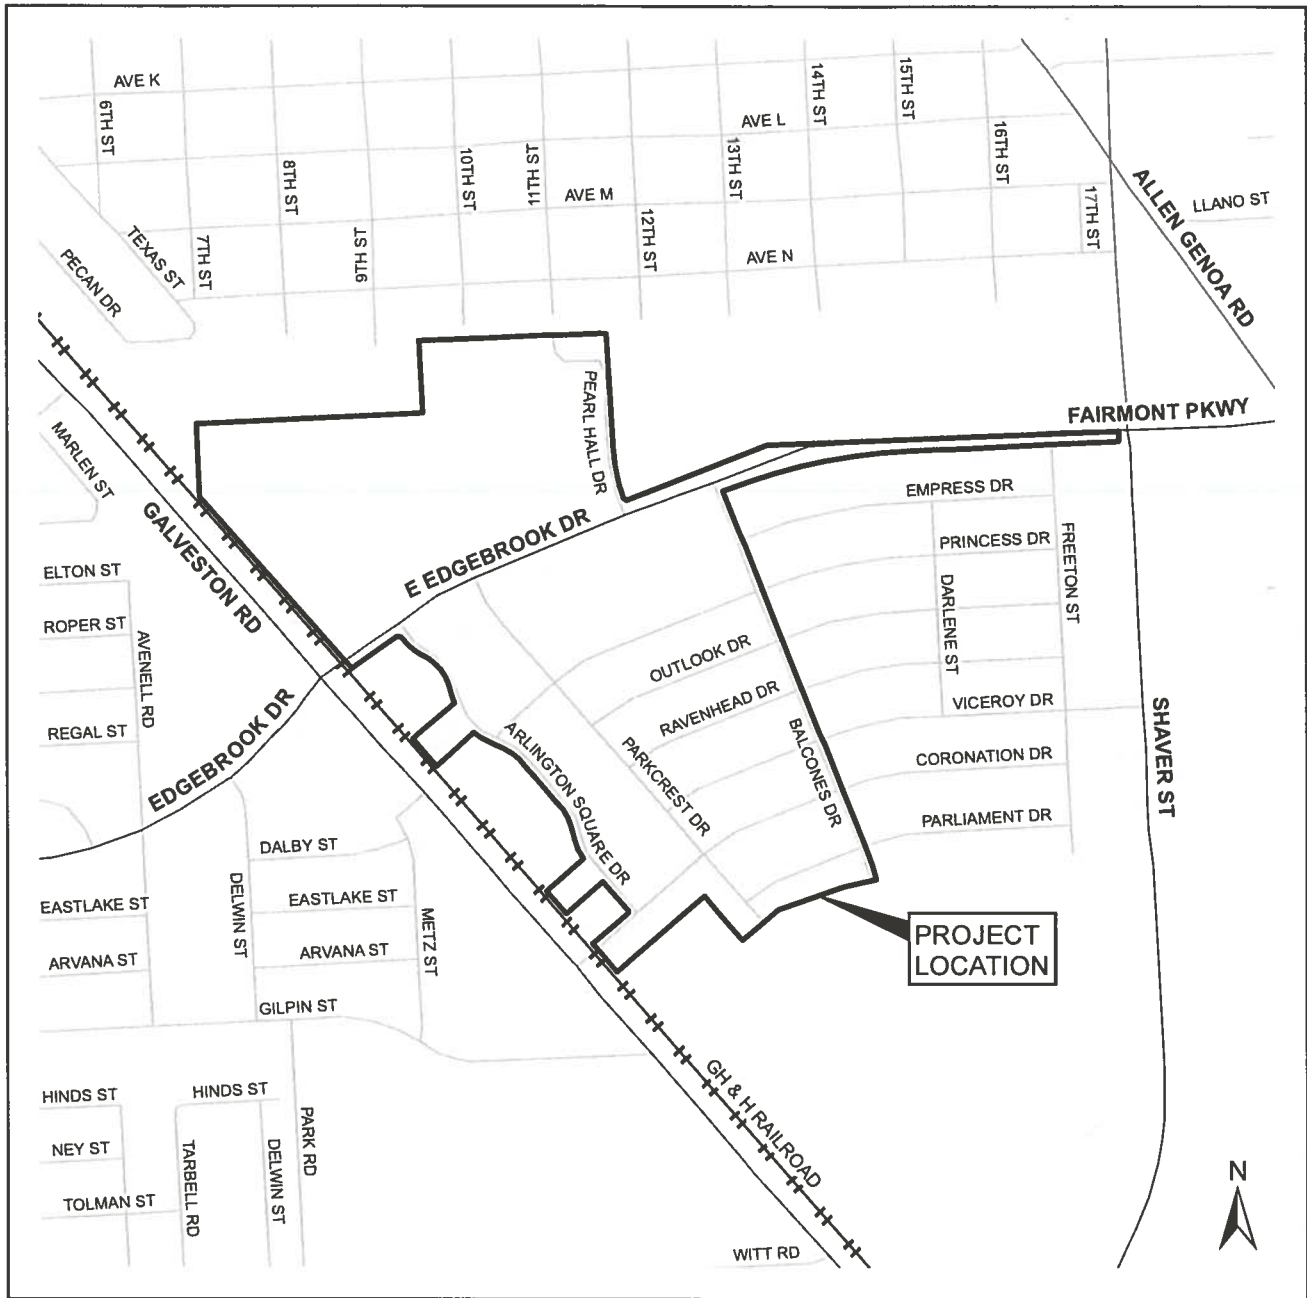 AVE K
6TH ST
7TH ST
8TH ST
9TH ST
10TH ST
11TH ST
12TH ST
13TH ST
14TH ST
15TH ST
16TH ST
17TH ST
AVE L
AVE M
AVE N
TEXAS ST
PECAN DR
ALLEN GENOA RD
LLANO ST
FAIRMONT PKWY
PEARL HALL DR
MARLEN ST
GALVESTON RD
E EDGEBROOK DR
EMPRESS DR
PRINCESS DR
FREETON ST
DARLENE ST
ELTON ST
ROPER ST
AVENELL RD
REGAL ST
EDGEBROOK DR
OUTLOOK DR
RAVENHEAD DR
PARKCREST DR
BALCONES DR
ARLINGTON SQUARE DR
VICEROY DR
CORONATION DR
PARLIAMENT DR
SHAVER ST
DALBY ST
EASTLAKE ST
EASTLAKE ST
DELWIN ST
METZ ST
ARVANA ST
ARVANA ST
GILPIN ST
PROJECT
LOCATION
HINDS ST
HINDS ST
NEY ST
TOLMAN ST
TARBELL RD
DELWIN ST
PARK RD
GH & H RAILROAD
WITT RD
N